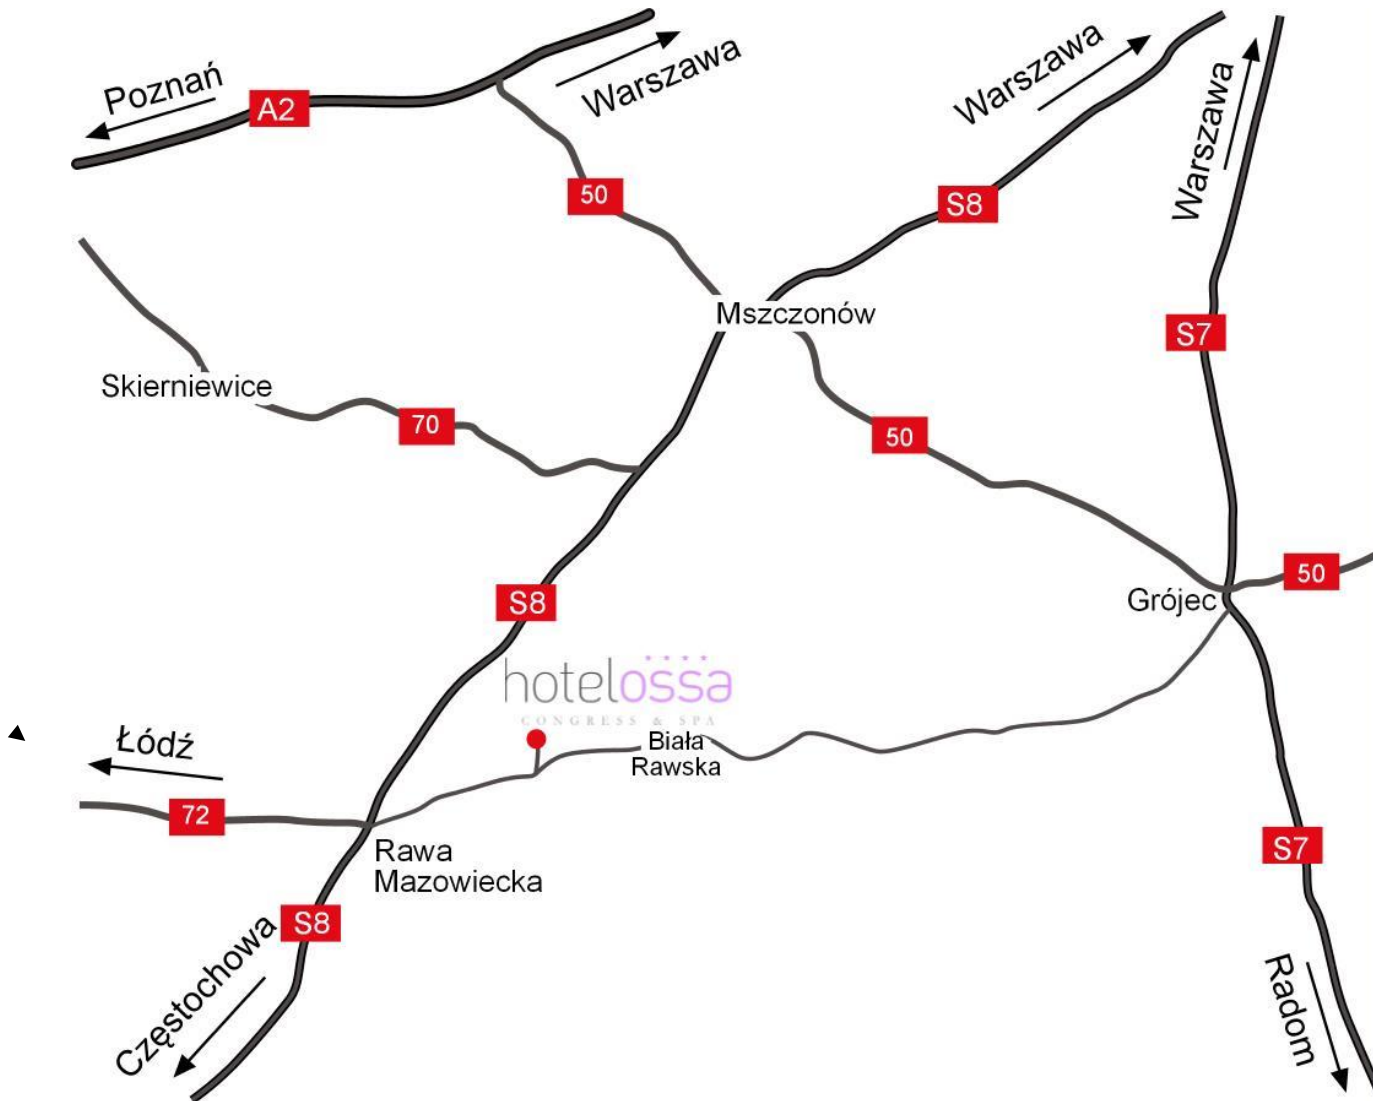 Poznań
A2
Warszawa
Warszawa
Warszawa
50
S8
S7
Mszczonów
Skierniewice
70
50
50
S8
Grójec
hotelossa
CONGRESS & SPA
Biała
Rawska
Łódź
72
Rawa
Mazowiecka
S7
S8
Częstochowa
Radom